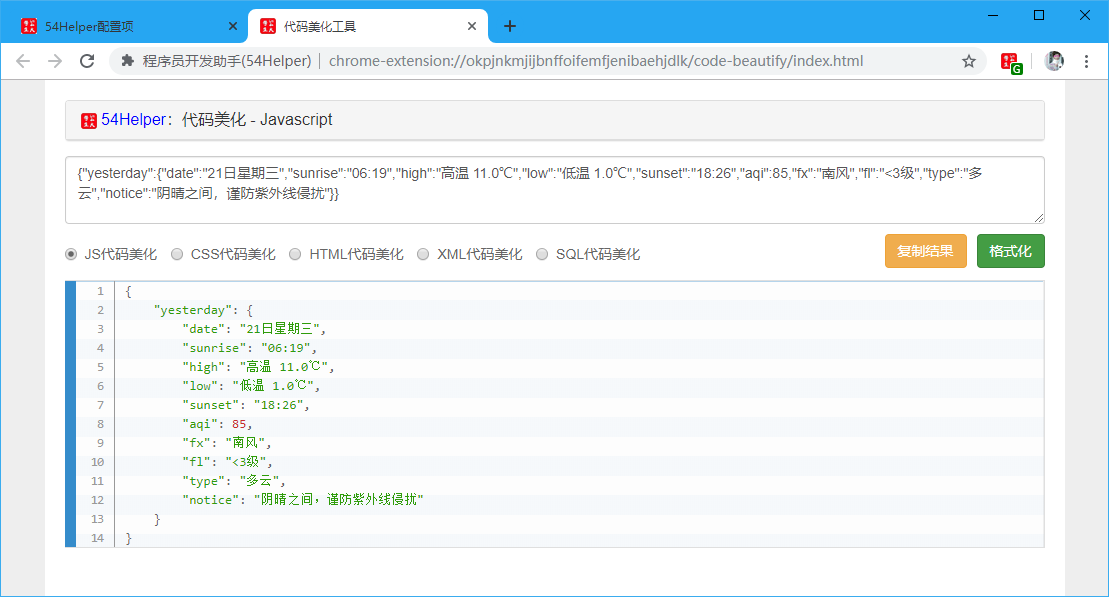 54Helper配置项
代码美化工具
程序员开发助手(54Helper) | chrome-extension://okpjnkmjijbnffoifemfjenibaehjdlk/code-beautify/index.html
G
54Helper：代码美化 - Javascript
{"yesterday":{"date":"21日星期三","sunrise":"06:19","high":"高温 11.0℃","low":"低温 1.0℃","sunset":"18:26","aqi":85,"fx":"南风","fl":"<3级","type":"多
云","notice":"阴晴之间，谨防紫外线侵扰"}}
JS代码美化 CSS代码美化 HTML代码美化 XML代码美化 SQL代码美化 复制结果 格式化
1 {
2 "yesterday": {
3 "date": "21日星期三",
4 "sunrise": "06:19",
5 "high": "高温 11.0℃",
6 "low": "低温 1.0℃",
7 "sunset": "18:26",
8 "aqi": 85,
9 "fx": "南风",
10 "fl": "<3级",
11 "type": "多云",
12 "notice": "阴晴之间，谨防紫外线侵扰"
13 }
14 }